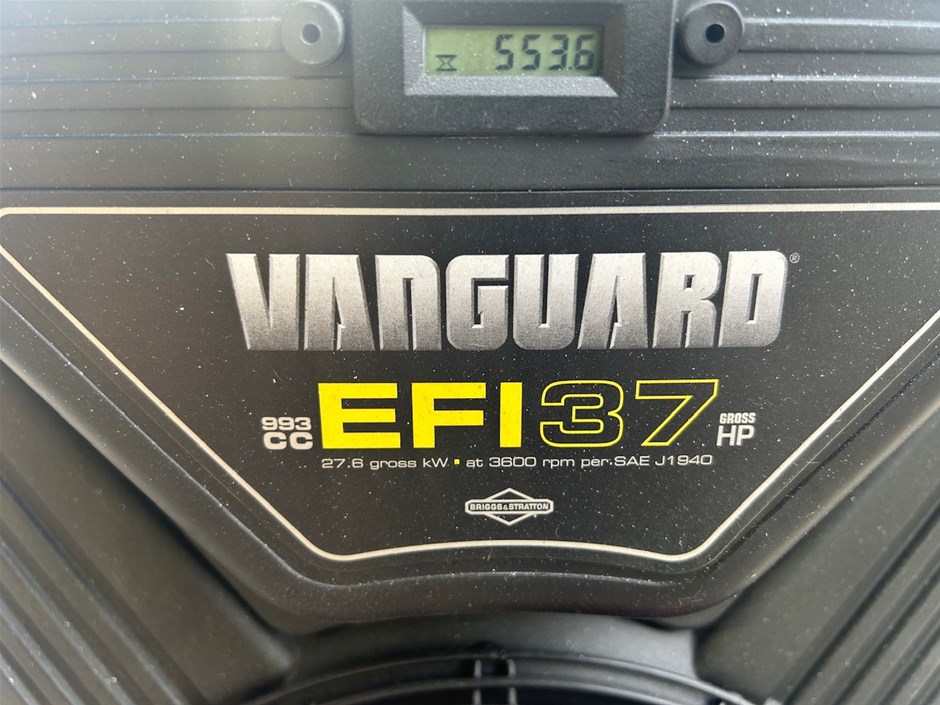 553.6
VANGUARD®
993 CC EFI 37 GROSS HP
27.6 gross kW ▪ at 3600 rpm per SAE J1940
BRIGGS&STRATTON